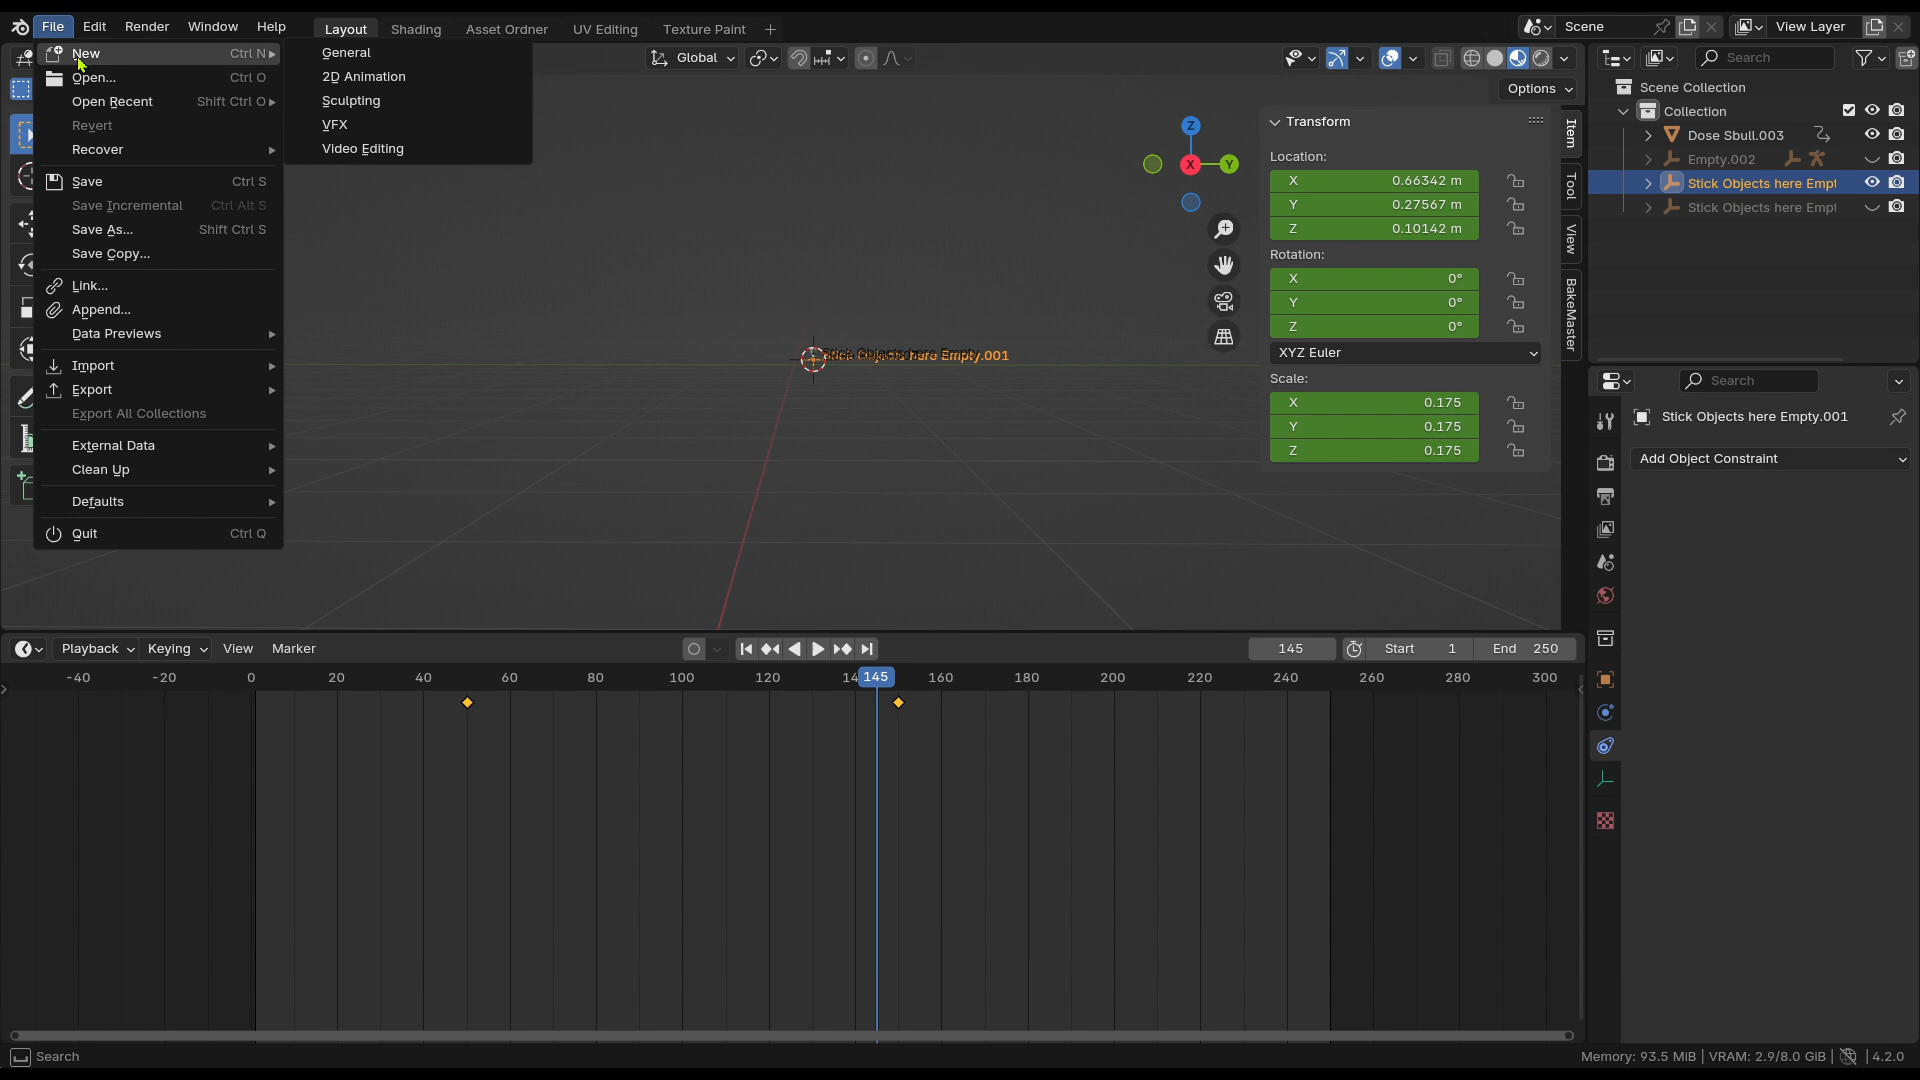 File Edit Render Window Help Layout Shading Asset Ordner UV Editing Texture Paint + Scene View Layer
New Ctrl N
Open... Ctrl O
Open Recent Shift Ctrl O
Revert
Recover
Save Ctrl S
Save Incremental Ctrl Alt S
Save As... Shift Ctrl S
Save Copy...
Link...
Append...
Data Previews
Import
Export
Export All Collections
External Data
Clean Up
Defaults
Quit Ctrl Q
General
2D Animation
Sculpting
VFX
Video Editing
Global
Options
Z
X
Y
Stick Objects here Empty.001
Transform
Location:
X 0.66342 m
Y 0.27567 m
Z 0.10142 m
Rotation:
X 0°
Y 0°
Z 0°
XYZ Euler
Scale:
X 0.175
Y 0.175
Z 0.175
Item
Tool
View
BakeMaster
Search
Scene Collection
Collection
Dose Sbull.003
Empty.002
Stick Objects here Empt
Stick Objects here Empt
Search
Stick Objects here Empty.001
Add Object Constraint
Playback Keying View Marker 145 Start 1 End 250
-40 -20 0 20 40 60 80 100 120 14 145 160 180 200 220 240 260 280 300
Search Memory: 93.5 MiB | VRAM: 2.9/8.0 GiB | 4.2.0